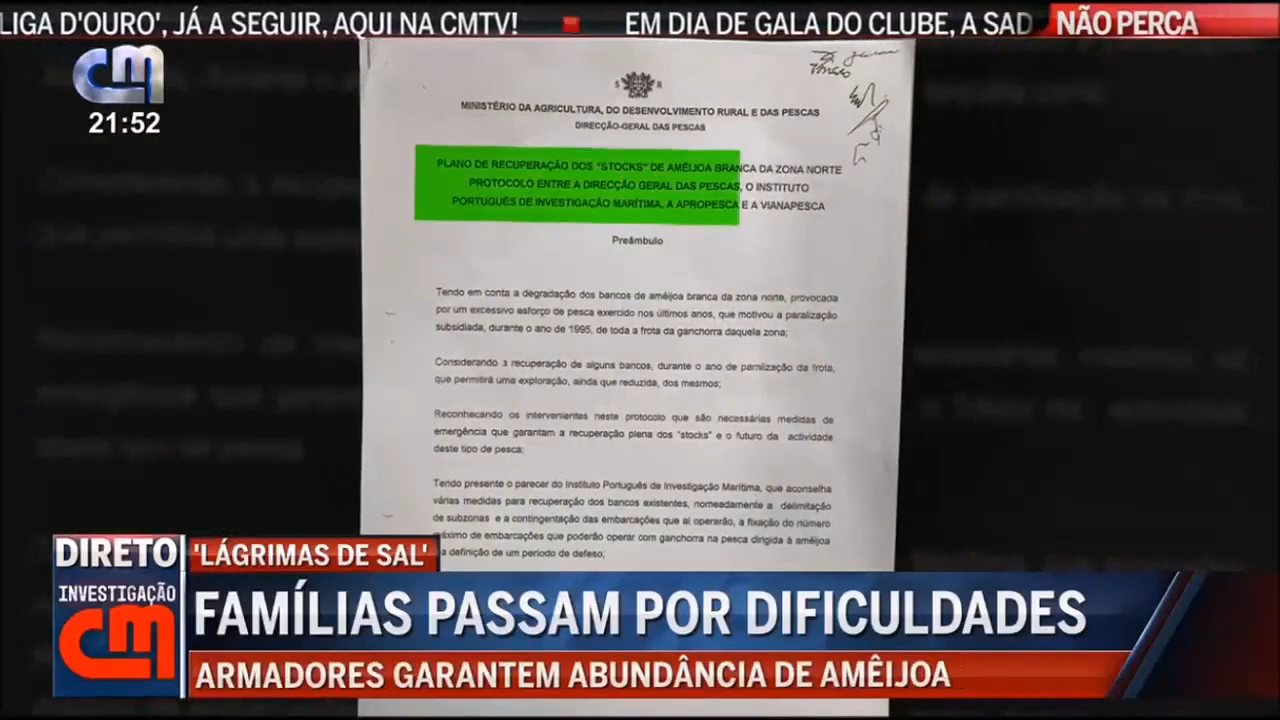 LIGA D'OURO', JÁ A SEGUIR, AQUI NA CMTV!
EM DIA DE GALA DO CLUBE, A SAD
NÃO PERCA
CM
21:52
S R
MINISTÉRIO DA AGRICULTURA, DO DESENVOLVIMENTO RURAL E DAS PESCAS
DIRECÇÃO-GERAL DAS PESCAS
PLANO DE RECUPERAÇÃO DOS "STOCKS" DE AMÊIJOA BRANCA DA ZONA NORTE
PROTOCOLO ENTRE A DIRECÇÃO GERAL DAS PESCAS, O INSTITUTO
PORTUGUÊS DE INVESTIGAÇÃO MARÍTIMA, A APROPESCA E A VIANAPESCA
Preâmbulo
Tendo em conta a degradação dos bancos de amêijoa branca da zona norte, provocada
por um excessivo esforço de pesca exercido nos últimos anos, que motivou a paralização
subsidiada, durante o ano de 1995, de toda a frota da ganchorra daquela zona;
Considerando a recuperação de alguns bancos, durante o ano de parali­zação da frota,
que permitirá uma exploração, ainda que reduzida, dos mesmos;
Reconhecando os intervenientes neste protocolo que são necessárias medidas de
emergência que garantam a recuperação plena dos "stocks" e o futuro da actividade
deste tipo de pesca;
Tendo presente o parecer do Instituto Português de Investigação Marítima, que aconselha
várias medidas para recuperação dos bancos existentes, nomeadamente a delimitação
de subzonas e a contingentação das embarcações que aí operarão, a fixação do número
máximo de embarcações que poderão operar com ganchorra na pesca dirigida à amêijoa
a definição de um período de defeso;
DIRETO
'LÁGRIMAS DE SAL'
INVESTIGAÇÃO
CM
FAMÍLIAS PASSAM POR DIFICULDADES
ARMADORES GARANTEM ABUNDÂNCIA DE AMÊIJOA